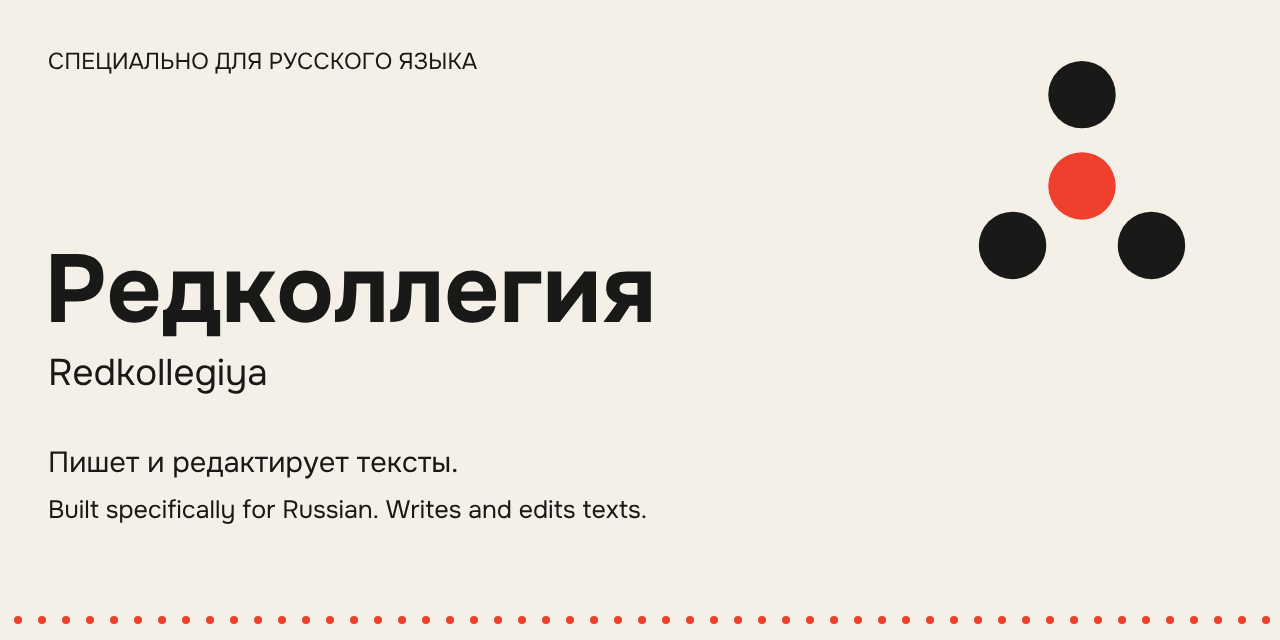 СПЕЦИАЛЬНО ДЛЯ РУССКОГО ЯЗЫКА
Редколлегия
Redkollegiya
Пишет и редактирует тексты.
Built specifically for Russian. Writes and edits texts.